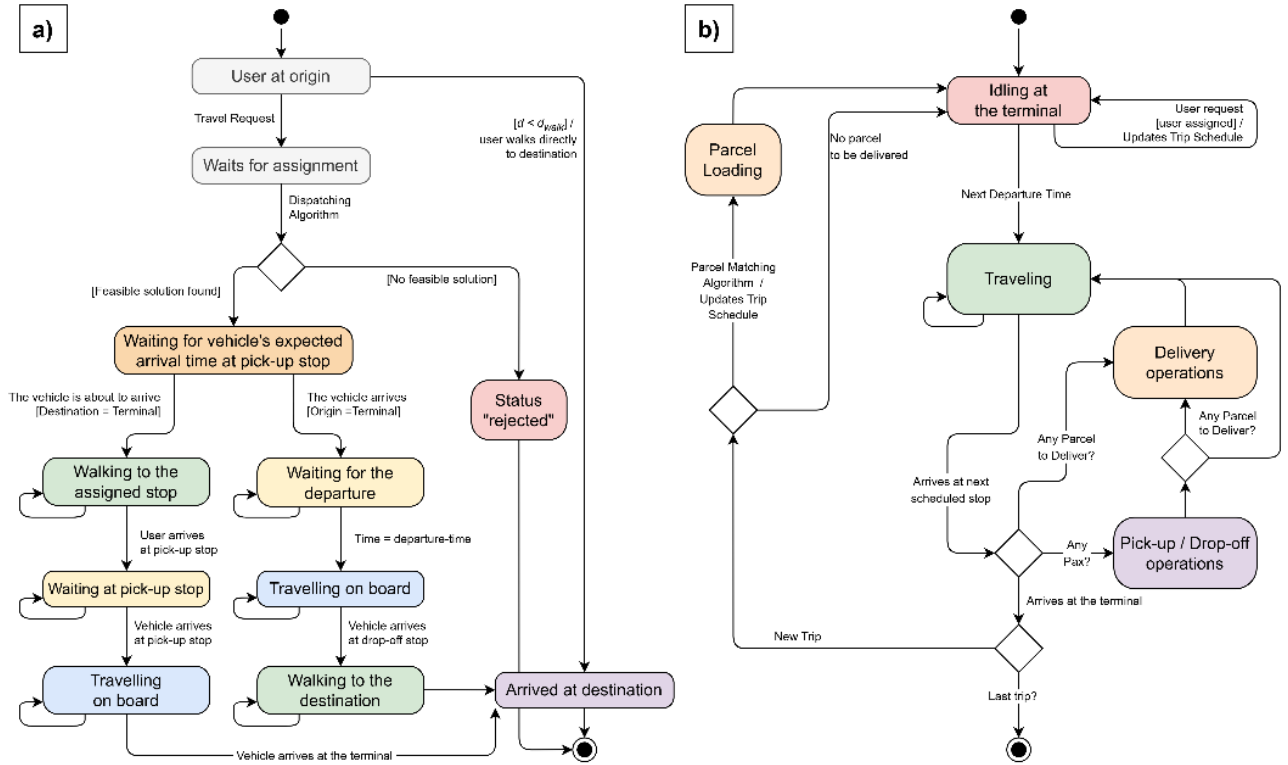 a)
User at origin
Travel Request
[d < dwalk] /
user walks directly
to destination
Waits for assignment
Dispatching
Algorithm
[Feasible solution found]
[No feasible solution]
Waiting for vehicle's expected
arrival time at pick-up stop
The vehicle is about to arrive
[Destination = Terminal]
The vehicle arrives
[Origin =Terminal]
Status
"rejected"
Walking to the
assigned stop
Waiting for the
departure
User arrives
at pick-up stop
Time = departure-time
Waiting at pick-up stop
Travelling on board
Vehicle arrives
at pick-up stop
Vehicle arrives
at drop-off stop
Travelling
on board
Walking to the
destination
Arrived at destination
Vehicle arrives at the terminal
b)
Idling at
the terminal
User request
[user assigned] /
Updates Trip Schedule
Parcel
Loading
No parcel
to be delivered
Next Departure Time
Parcel Matching
Algorithm /
Updates Trip
Schedule
Traveling
Delivery
operations
Any Parcel
to Deliver?
Any Parcel
to Deliver?
Arrives at next
scheduled stop
Any
Pax?
Pick-up / Drop-off
operations
Arrives at the terminal
New Trip
Last trip?